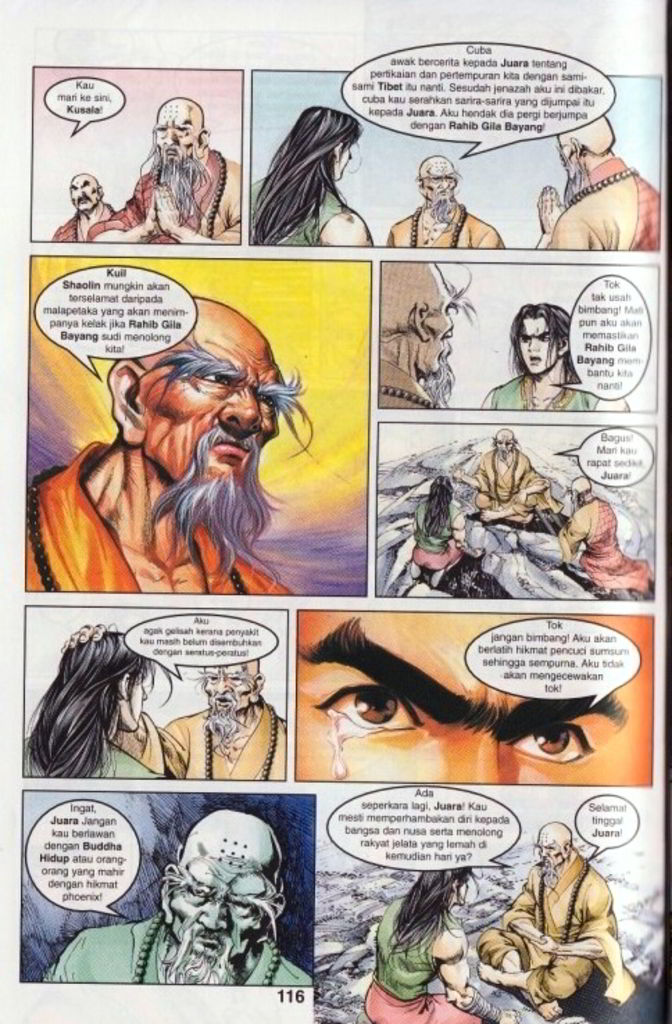 Kau
mari ke sini,
Kusala!
Cuba
awak bercerita kepada Juara tentang
pertikaian dan pertempuran kita dengan sami-
sami Tibet itu nanti. Sesudah jenazah aku ini dibakar,
cuba kau serahkan sarira-sarira yang dijumpai itu
kepada Juara. Aku hendak dia pergi berjumpa
dengan Rahib Gila Bayang!
Kuil
Shaolin mungkin akan
terselamat daripada
malapetaka yang akan menim-
panya kelak jika Rahib Gila
Bayang sudi menolong
kita!
Tok
tak usah
bimbang! Mati
pun aku akan
memastikan
Rahib Gila
Bayang mem-
bantu kita
nanti!
Bagus!
Mari kau
rapat sedikit,
Juara!
Aku
agak gelisah kerana penyakit
kau masih belum disembuhkan
dengan seratus-peratus!
Tok
jangan bimbang! Aku akan
berlatih hikmat pencuci sumsum
sehingga sempurna. Aku tidak
akan mengecewakan
tok!
Ingat,
Juara Jangan
kau berlawan
dengan Buddha
Hidup atau orang-
orang yang mahir
dengan hikmat
phoenix!
Ada
seperkara lagi, Juara! Kau
mesti memperhambakan diri kepada
bangsa dan nusa serta menolong
rakyat jelata yang lemah di
kemudian hari ya?
Selamat
tinggal
Juara!
116